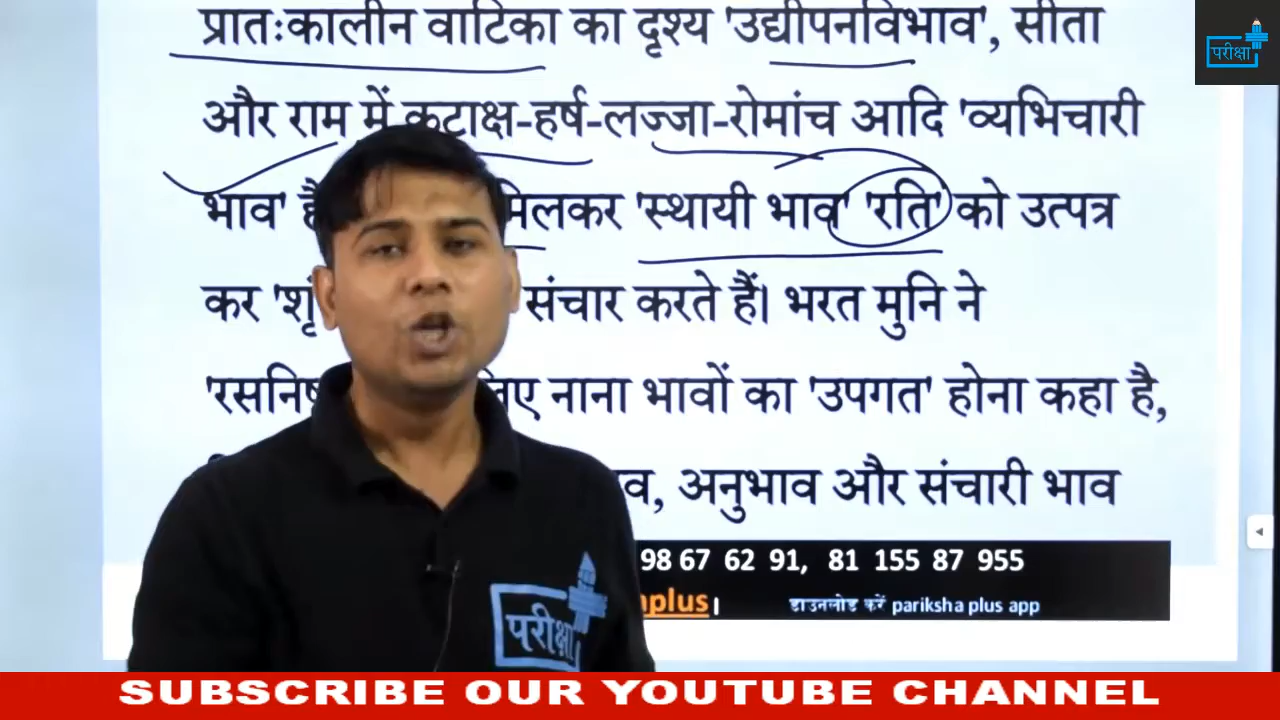 प्रातःकालीन वाटिका का दृश्य 'उद्यीपनविभाव', सीता
परीक्षा
और राम में कटाक्ष-हर्ष-लज्जा-रोमांच आदि 'व्यभिचारी
भाव' मिलकर 'स्थायी भाव' 'रति' को उत्पत्र
कर संचार करते हैं। भरत मुनि ने
नाना भावों का 'उपगत' होना कहा है,
अनुभाव और संचारी भाव
98 67 62 91, 81 155 87 955
plus। डाउनलोड करें pariksha plus app
परीक्षा
SUBSCRIBE OUR YOUTUBE CHANNEL